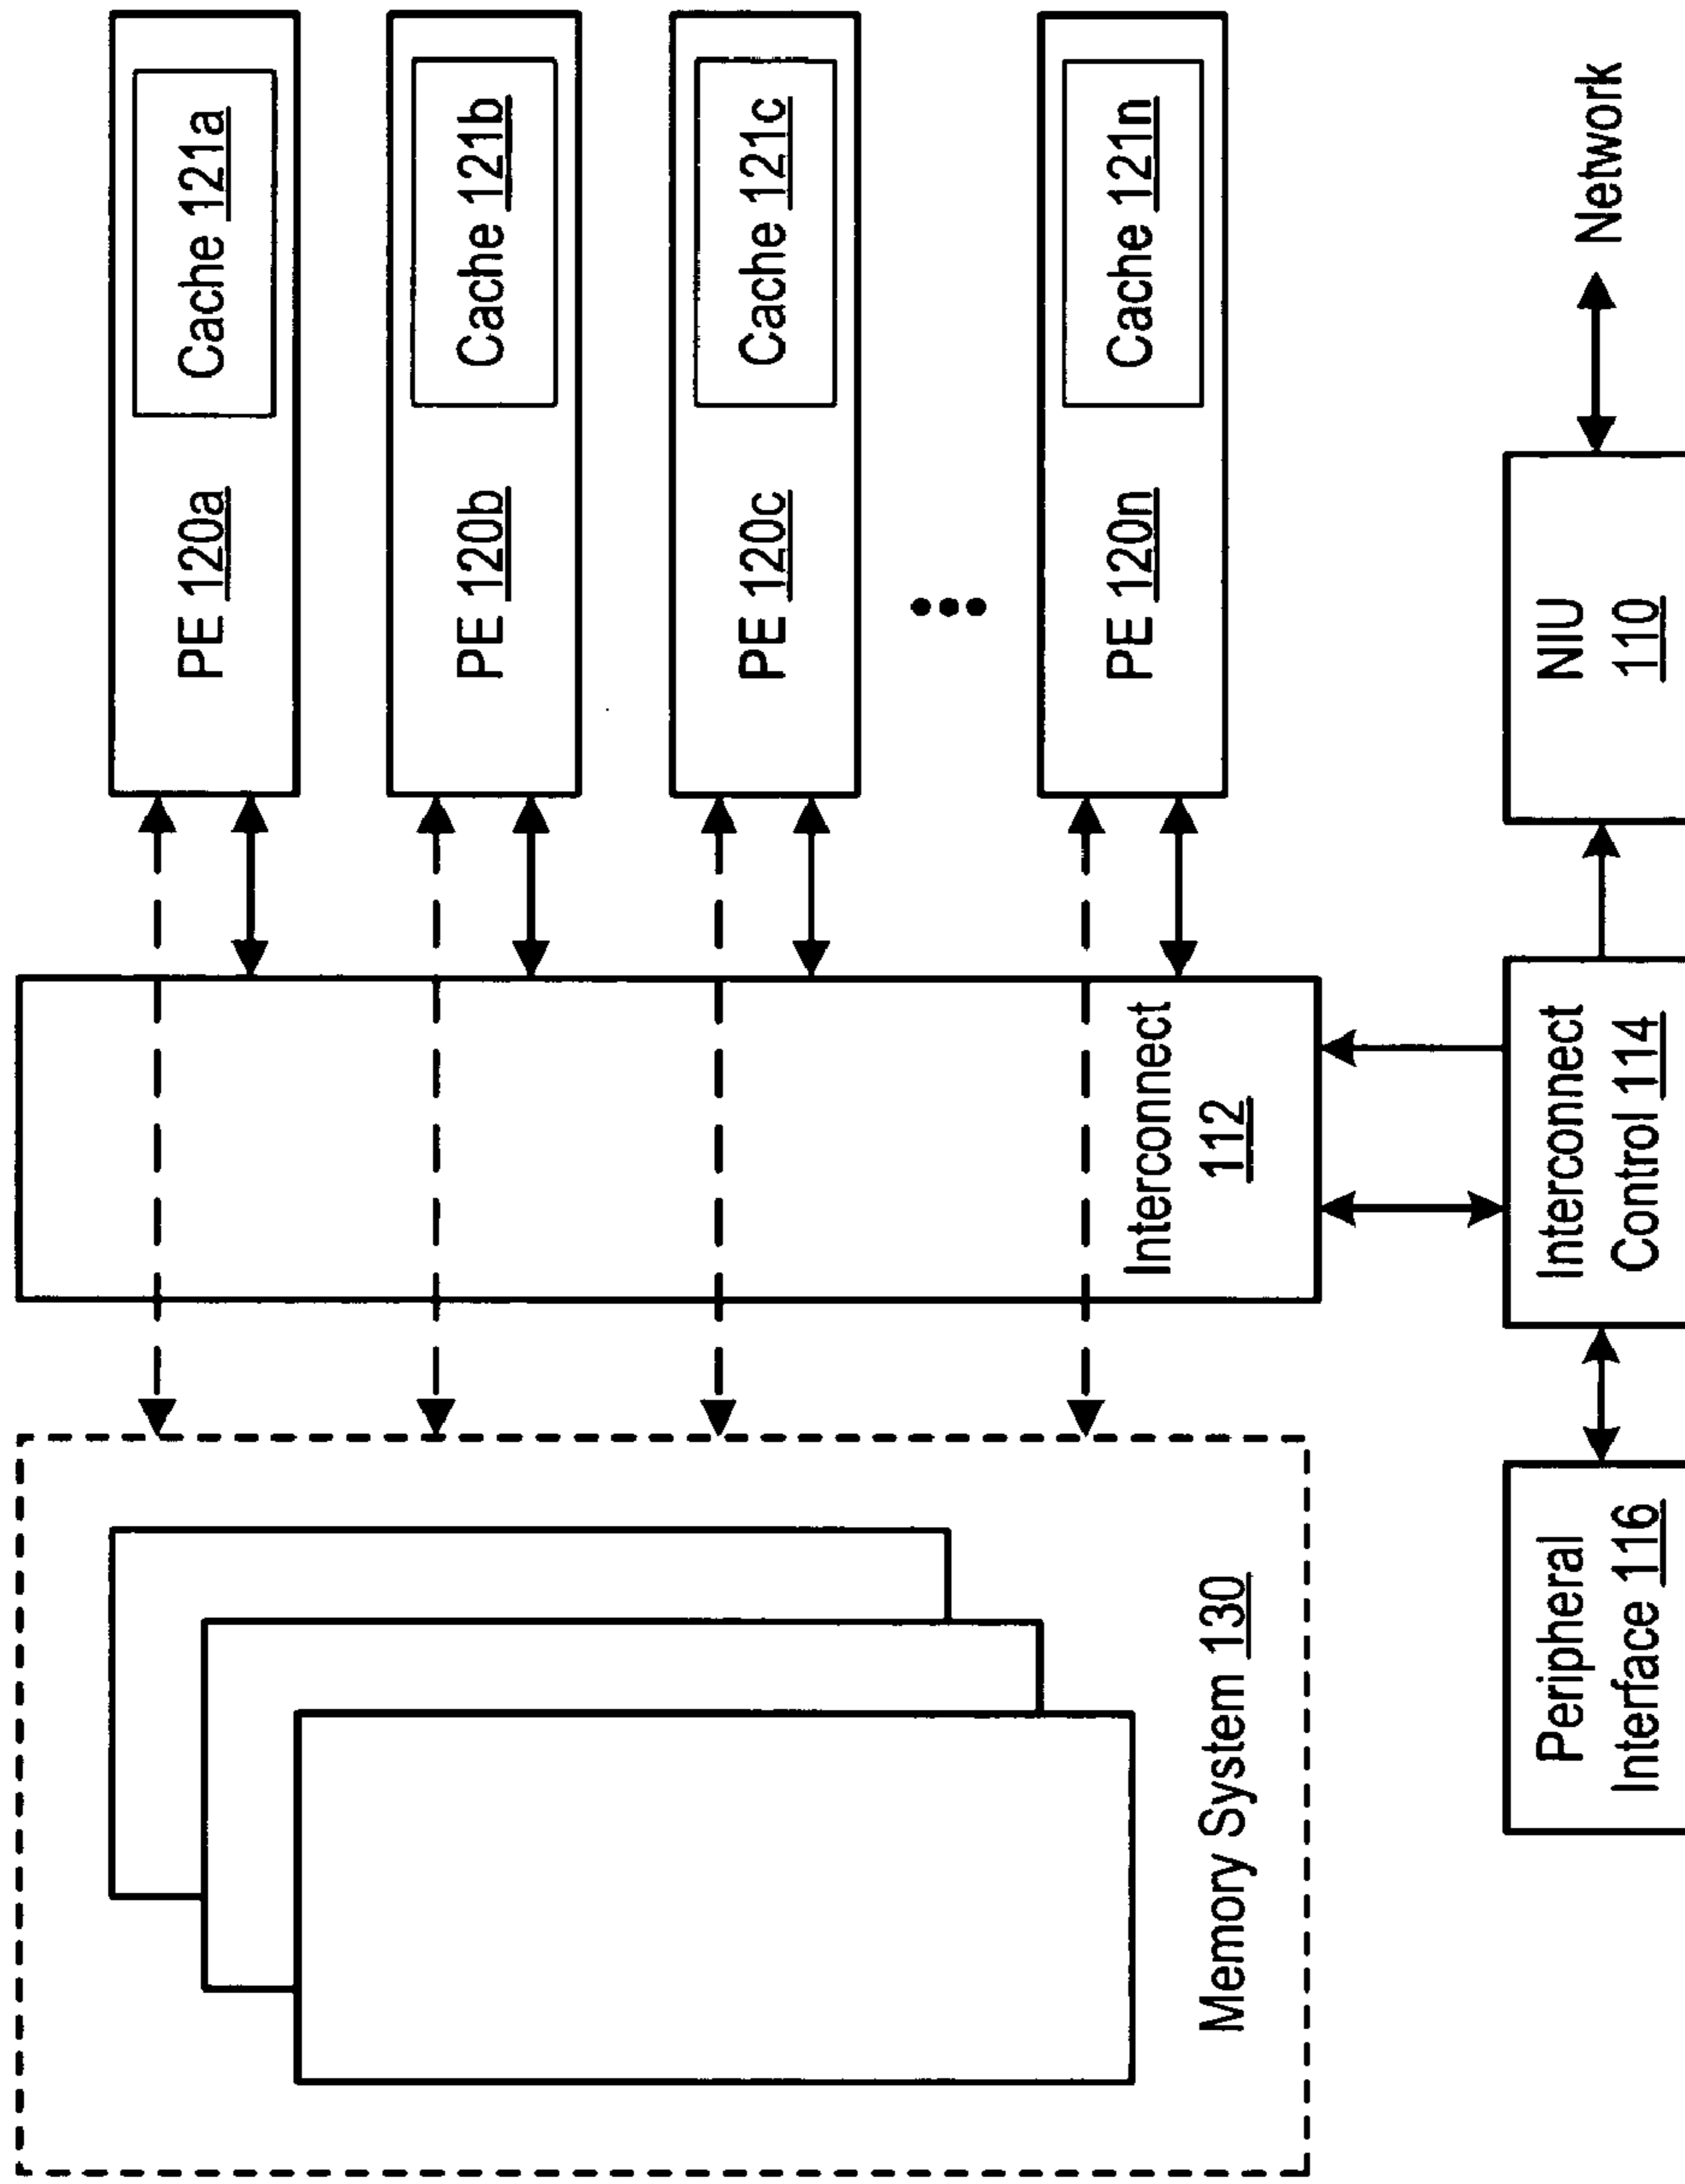 Memory System 130
Interconnect
112
PE 120a
Cache 121a
PE 120b
Cache 121b
PE 120c
Cache 121c
PE 120n
Cache 121n
Peripheral
Interface 116
Interconnect
Control 114
NIU
110
Network